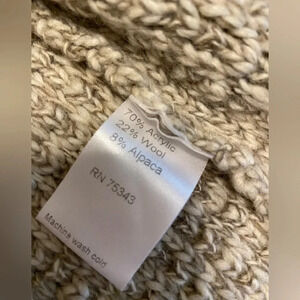 70% Acrylic
22% Wool
8% Alpaca
RN 75343
Machine wash cold